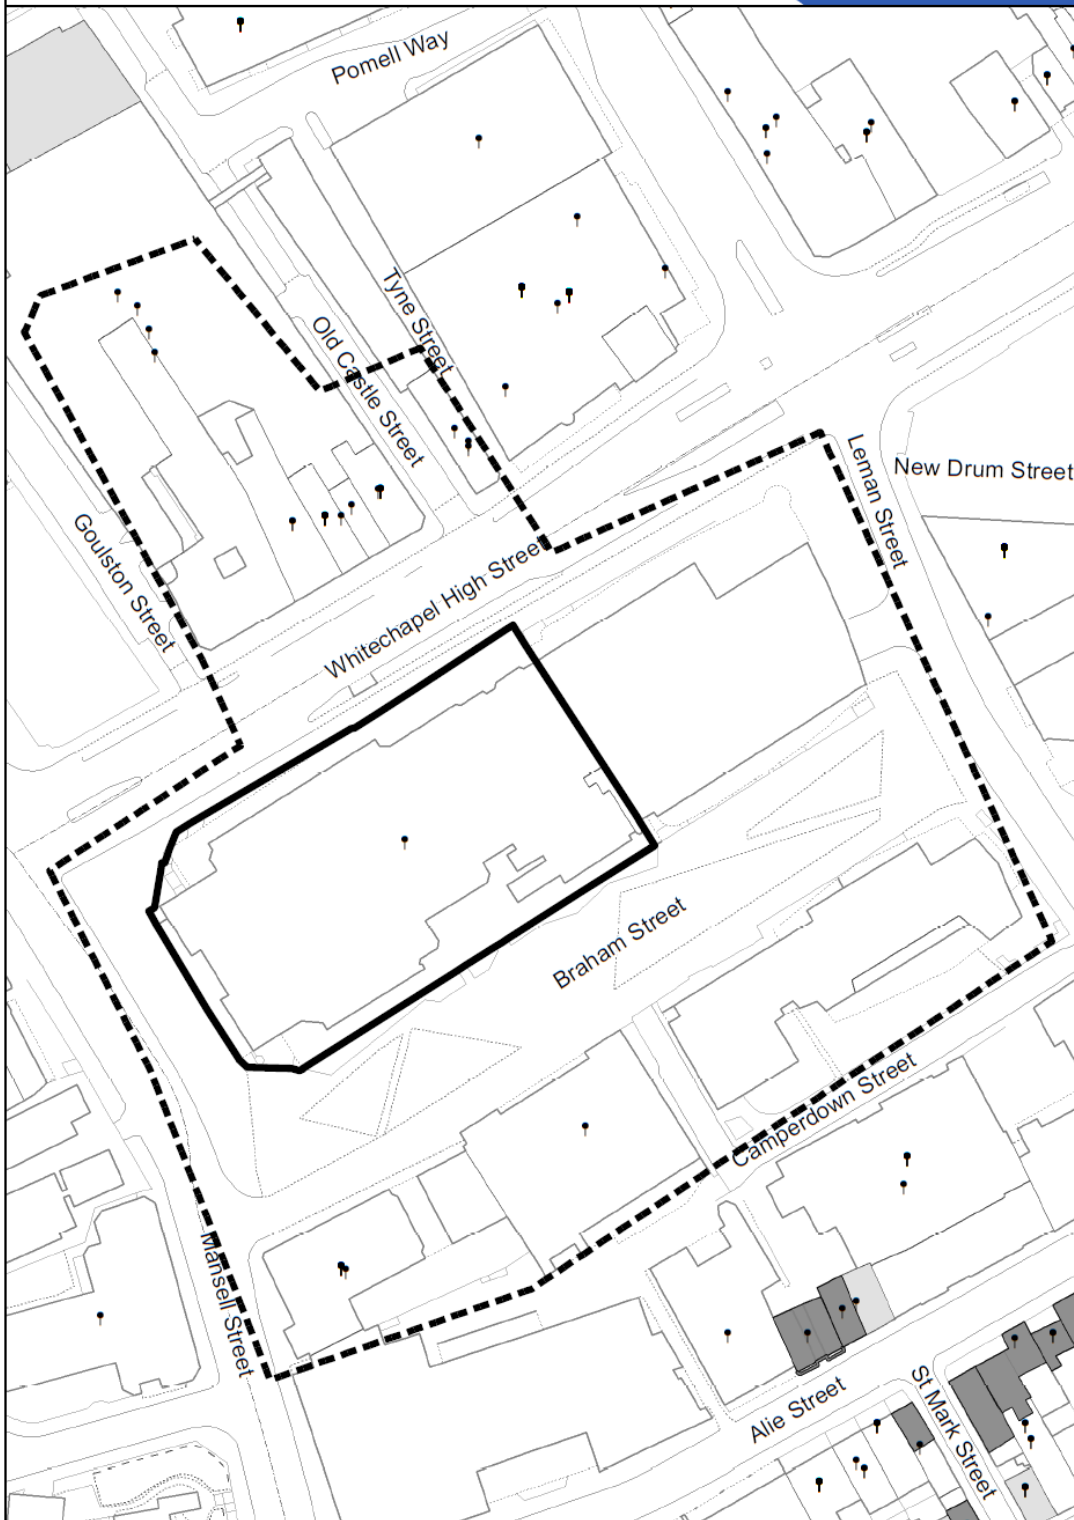 Pomell Way
Tyne Street
Old Castle Street
Leman Street
New Drum Street
Goulston Street
Whitechapel High Street
Braham Street
Camperdown Street
Mansell Street
Alie Street
St Mark Street